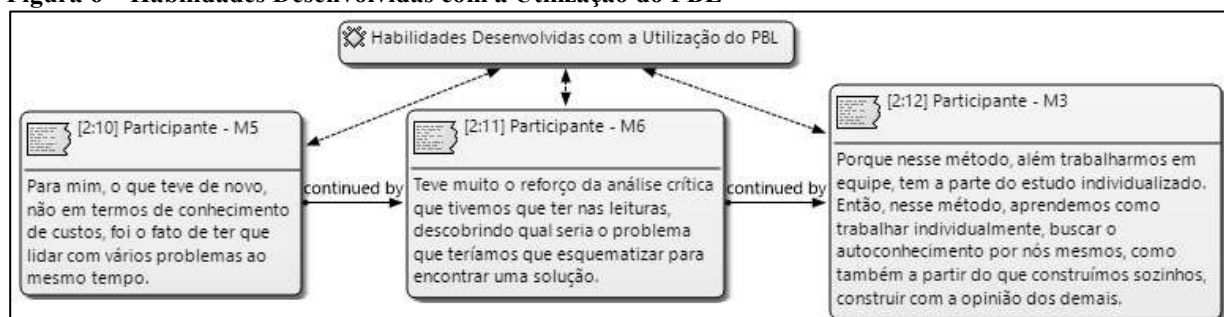 Figura 6 – Habilidades Desenvolvidas com a Utilização do PBL
Habilidades Desenvolvidas com a Utilização do PBL
[2:10] Participante - M5
Para mim, o que teve de novo,
não em termos de conhecimento
de custos, foi o fato de ter que
lidar com vários problemas ao
mesmo tempo.
continued by
[2:11] Participante - M6
Teve muito o reforço da análise crítica
que tivemos que ter nas leituras,
descobrindo qual seria o problema
que teríamos que esquematizar para
encontrar uma solução.
continued by
[2:12] Participante - M3
Porque nesse método, além trabalharmos em
equipe, tem a parte do estudo individualizado.
Então, nesse método, aprendemos como
trabalhar individualmente, buscar o
autoconhecimento por nós mesmos, como
também a partir do que construímos sozinhos,
construir com a opinião dos demais.